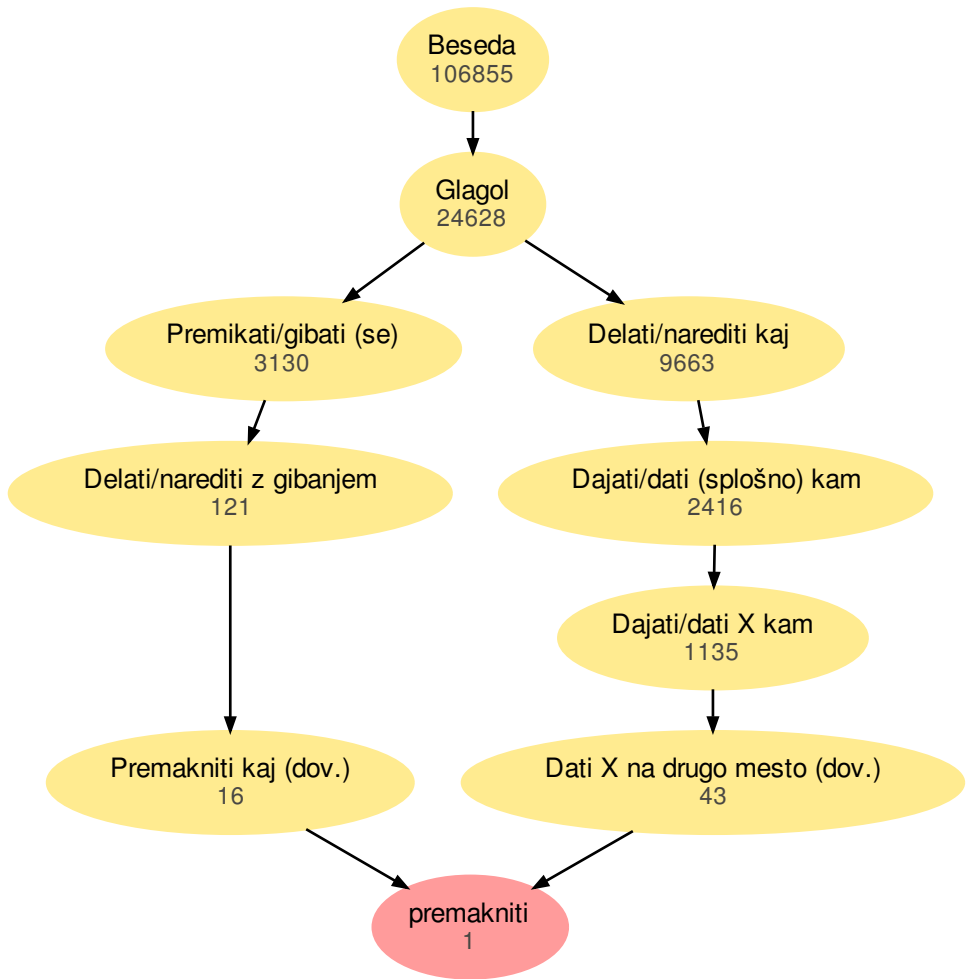 Beseda
106855
Glagol
24628
Premikati/gibati (se)
3130
Delati/narediti kaj
9663
Delati/narediti z gibanjem
121
Dajati/dati (splošno) kam
2416
Dajati/dati X kam
1135
Premakniti kaj (dov.)
16
Dati X na drugo mesto (dov.)
43
premakniti
1